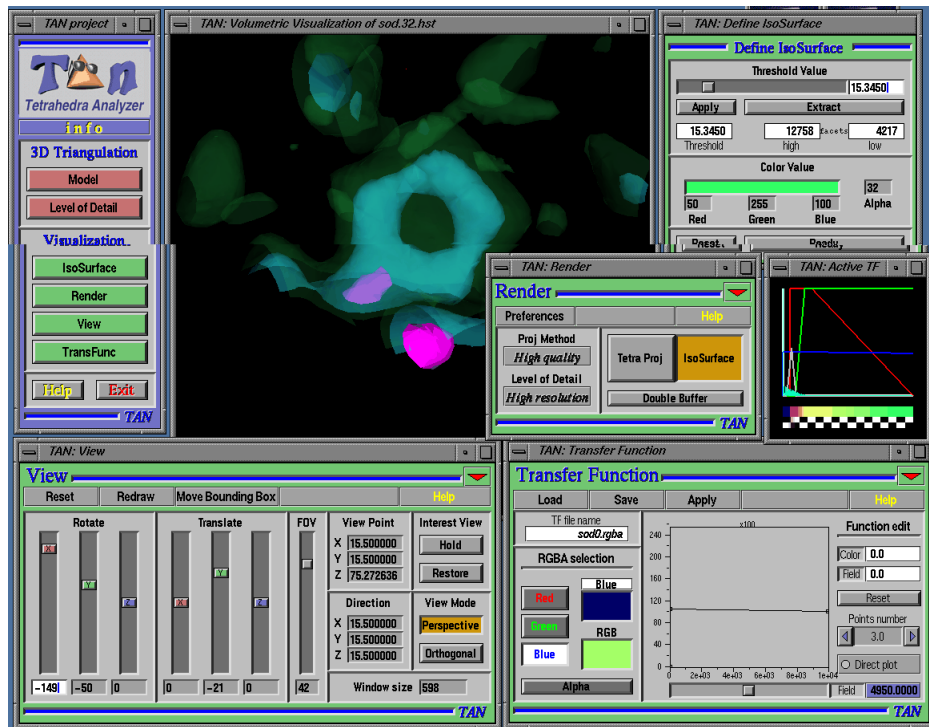 TAN project
TAN
Tetrahedra Analyzer
info
3D Triangulation
Model
Level of Detail
Visualization
IsoSurface
Render
View
TransFunc
Help Exit
TAN
TAN: Volumetric Visualization of sod.32.hst
TAN: Define IsoSurface
Define IsoSurface
Threshold Value
15.3450
Apply Extract
15.3450 12758 facets 4217
Threshold high low
Color Value
32
50 255 100 Alpha
Red Green Blue
TAN: Render
Render
Preferences Help
Proj Method
High quality
Level of Detail
High resolution
Tetra Proj IsoSurface
Double Buffer
TAN
TAN: Active TF
TAN: View
View
Reset Redraw Move Bounding Box Help
Rotate Translate FOV
X Y Z X Y Z
-149 -50 0 0 -21 0 42
View Point
X 15.500000
Y 15.500000
Z 75.272636
Interest View
Hold
Restore
Direction
X 15.500000
Y 15.500000
Z 15.500000
View Mode
Perspective
Orthogonal
Window size 598
TAN
TAN: Transfer Function
Transfer Function
Load Save Apply Help
TF file name
sod0.rgba
RGBA selection
Red
Green
Blue
Blue
RGB
Alpha
x100
240
200
160
120
80
40
0
0 2e+03 4e+03 6e+03 8e+03 1e+04
Function edit
Color 0.0
Field 0.0
Reset
Points number
3.0
Direct plot
Field 4950.0000
TAN